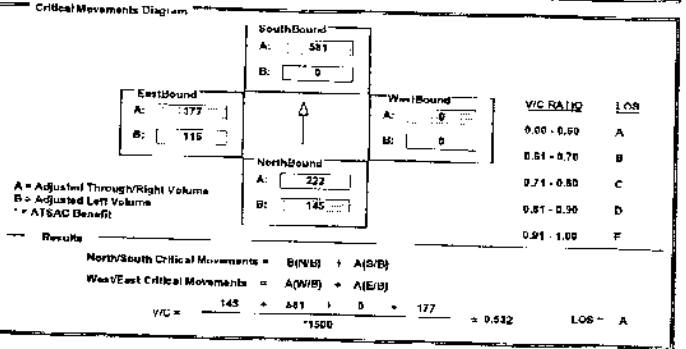 Critical Movements Diagram
SouthBound
A: 581
B: 0
EastBound
A: 177
B: 115
WestBound
A: 0
B: 0
NorthBound
A: 222
B: 145
V/C RATIO LOS
0.00 - 0.60 A
0.61 - 0.70 B
0.71 - 0.80 C
0.81 - 0.90 D
0.91 - 1.00
A = Adjusted Through/Right Volume
B = Adjusted Left Volume
* = ATSAC Benefit
Results
North/South Critical Movements = B(N/B) + A(S/B)
West/East Critical Movements = A(W/B) + A(E/B)
V/C = 145 + 581 + 0 + 177
*1500
= 0.532 LOS = A